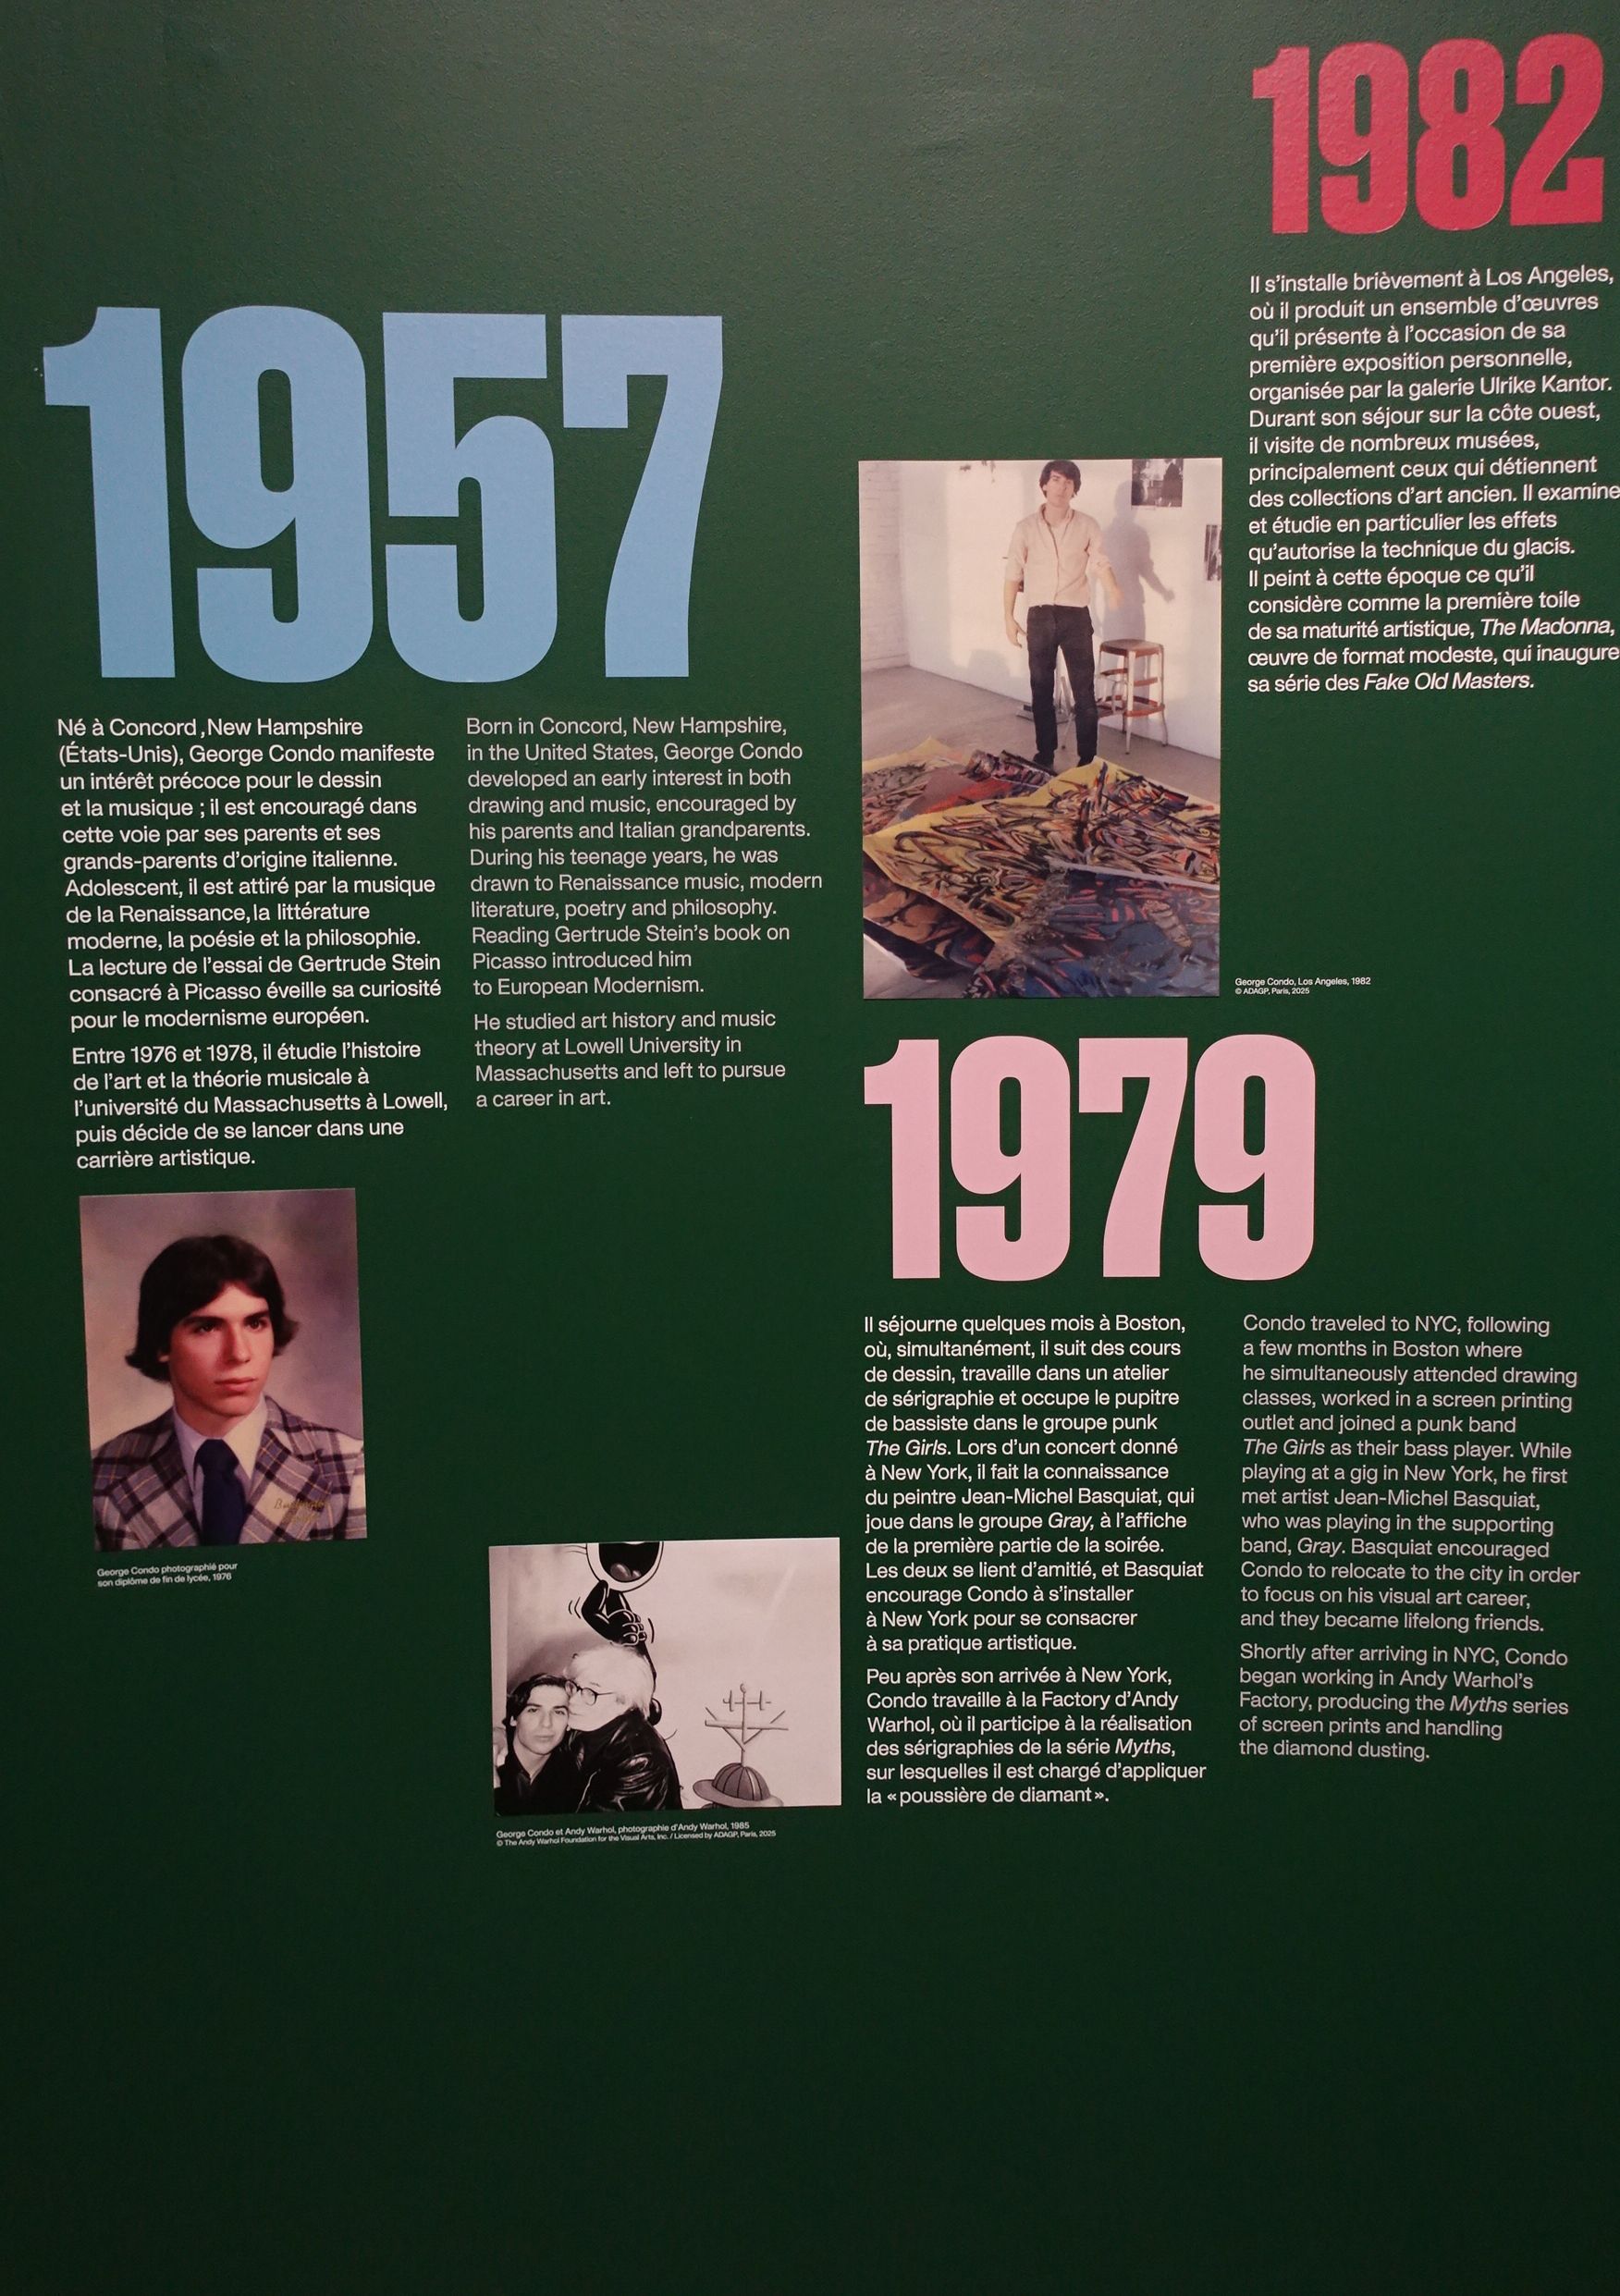 1957
Né à Concord ,New Hampshire
(États-Unis), George Condo manifeste
un intérêt précoce pour le dessin
et la musique ; il est encouragé dans
cette voie par ses parents et ses
grands-parents d’origine italienne.
Adolescent, il est attiré par la musique
de la Renaissance, la littérature
moderne, la poésie et la philosophie.
La lecture de l’essai de Gertrude Stein
consacré à Picasso éveille sa curiosité
pour le modernisme européen.
Entre 1976 et 1978, il étudie l’histoire
de l’art et la théorie musicale à
l’université du Massachusetts à Lowell,
puis décide de se lancer dans une
carrière artistique.
Born in Concord, New Hampshire,
in the United States, George Condo
developed an early interest in both
drawing and music, encouraged by
his parents and Italian grandparents.
During his teenage years, he was
drawn to Renaissance music, modern
literature, poetry and philosophy.
Reading Gertrude Stein’s book on
Picasso introduced him
to European Modernism.
He studied art history and music
theory at Lowell University in
Massachusetts and left to pursue
a career in art.
George Condo photographié pour
son diplôme de fin de lycée, 1976
George Condo et Andy Warhol, photographie d’Andy Warhol, 1985
© The Andy Warhol Foundation for the Visual Arts, Inc. / Licensed by ADAGP, Paris, 2025
1979
Il séjourne quelques mois à Boston,
où, simultanément, il suit des cours
de dessin, travaille dans un atelier
de sérigraphie et occupe le pupitre
de bassiste dans le groupe punk
The Girls. Lors d’un concert donné
à New York, il fait la connaissance
du peintre Jean-Michel Basquiat, qui
joue dans le groupe Gray, à l’affiche
de la première partie de la soirée.
Les deux se lient d’amitié, et Basquiat
encourage Condo à s’installer
à New York pour se consacrer
à sa pratique artistique.
Peu après son arrivée à New York,
Condo travaille à la Factory d’Andy
Warhol, où il participe à la réalisation
des sérigraphies de la série Myths,
sur lesquelles il est chargé d’appliquer
la « poussière de diamant ».
Condo traveled to NYC, following
a few months in Boston where
he simultaneously attended drawing
classes, worked in a screen printing
outlet and joined a punk band
The Girls as their bass player. While
playing at a gig in New York, he first
met artist Jean-Michel Basquiat,
who was playing in the supporting
band, Gray. Basquiat encouraged
Condo to relocate to the city in order
to focus on his visual art career,
and they became lifelong friends.
Shortly after arriving in NYC, Condo
began working in Andy Warhol’s
Factory, producing the Myths series
of screen prints and handling
the diamond dusting.
1982
Il s’installe brièvement à Los Angeles,
où il produit un ensemble d’œuvres
qu’il présente à l’occasion de sa
première exposition personnelle,
organisée par la galerie Ulrike Kantor.
Durant son séjour sur la côte ouest,
il visite de nombreux musées,
principalement ceux qui détiennent
des collections d’art ancien. Il examine
et étudie en particulier les effets
qu’autorise la technique du glacis.
Il peint à cette époque ce qu’il
considère comme la première toile
de sa maturité artistique, The Madonna,
œuvre de format modeste, qui inaugure
sa série des Fake Old Masters.
George Condo, Los Angeles, 1982
© ADAGP, Paris, 2025